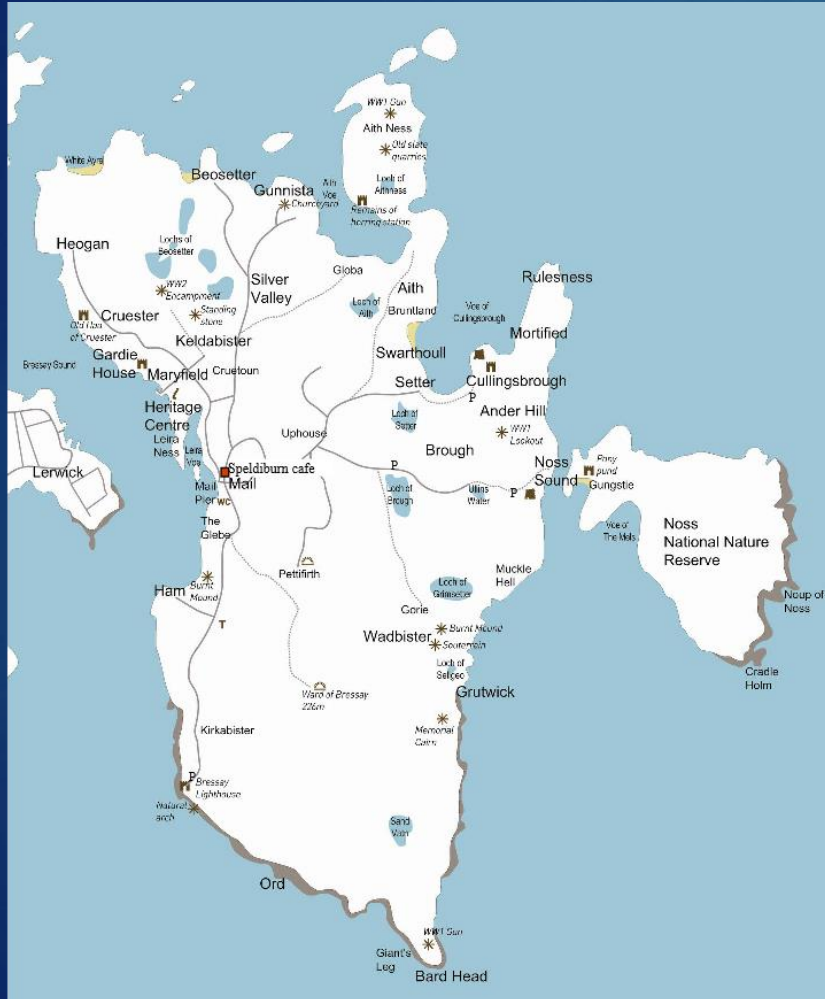 WW1 Gun
Aith Ness
Old slate
quarries
White Ayre
Beosetter
Gunnista
Churchyard
Aith
Voe
Loch of
Aithness
Remains of
herring station
Heogan
Lochs of
Beosetter
Silver
Valley
Globa
Aith
Rulesness
WW2
Encampment
Loch of
Aith
Bruntland
Voe of
Cullingsbrough
Old Haa
of Cruester
Cruester
Standing
stone
Mortified
Keldabister
Swarthoull
Bressay Sound
Gardie
House
Maryfield
Cruetoun
Setter
Cullingsbrough
P
Heritage
Centre
Loch of
Setter
Ander Hill
WW1
Lookout
Leira
Ness
Leira
Voe
Uphouse
Brough
Noss
Sound
Pony
pund
Gungstie
Lerwick
Speldiburn cafe
Mail
P
Loch of
Brough
Ullins
Water
P
Mail
Pier
WC
The
Glebe
Voe of
The Mels
Noss
National Nature
Reserve
Pettifirth
Muckle
Hell
Ham
Burnt
Mound
Loch of
Grimsetter
Noup of
Noss
T
Gorie
Wadbister
Burnt Mound
Souterrain
Loch of
Seligeo
Cradle
Holm
Ward of Bressay
226m
Grutwick
Kirkabister
Memorial
Cairn
P
Bressay
Lighthouse
Natural
arch
Sand
Vatn
Ord
WW1 Gun
Giant's
Leg
Bard Head